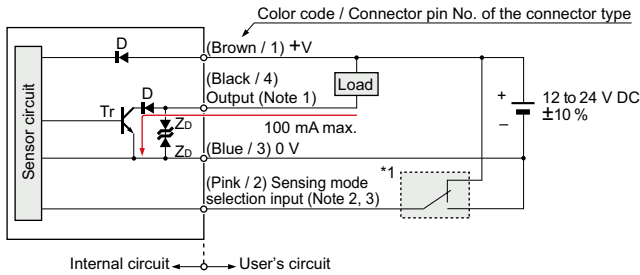 Color code / Connector pin No. of the connector type
D
(Brown / 1) +V
(Black / 4)
Output (Note 1)
Load
D
Tr
ZD
ZD
100 mA max.
+
–
12 to 24 V DC
±10 %
Sensor circuit
(Blue / 3) 0 V
*1
(Pink / 2) Sensing mode
selection input (Note 2, 3)
Internal circuit
User's circuit